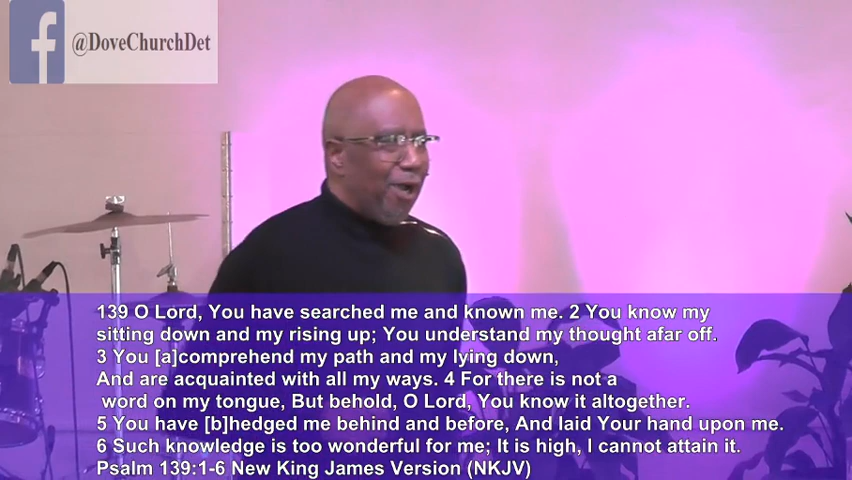 @DoveChurchDet
139 O Lord, You have searched me and known me. 2 You know my
sitting down and my rising up; You understand my thought afar off.
3 You [a]comprehend my path and my lying down,
And are acquainted with all my ways. 4 For there is not a
word on my tongue, But behold, O Lord, You know it altogether.
5 You have [b]hedged me behind and before, And laid Your hand upon me.
6 Such knowledge is too wonderful for me; It is high, I cannot attain it.
Psalm 139:1-6 New King James Version (NKJV)